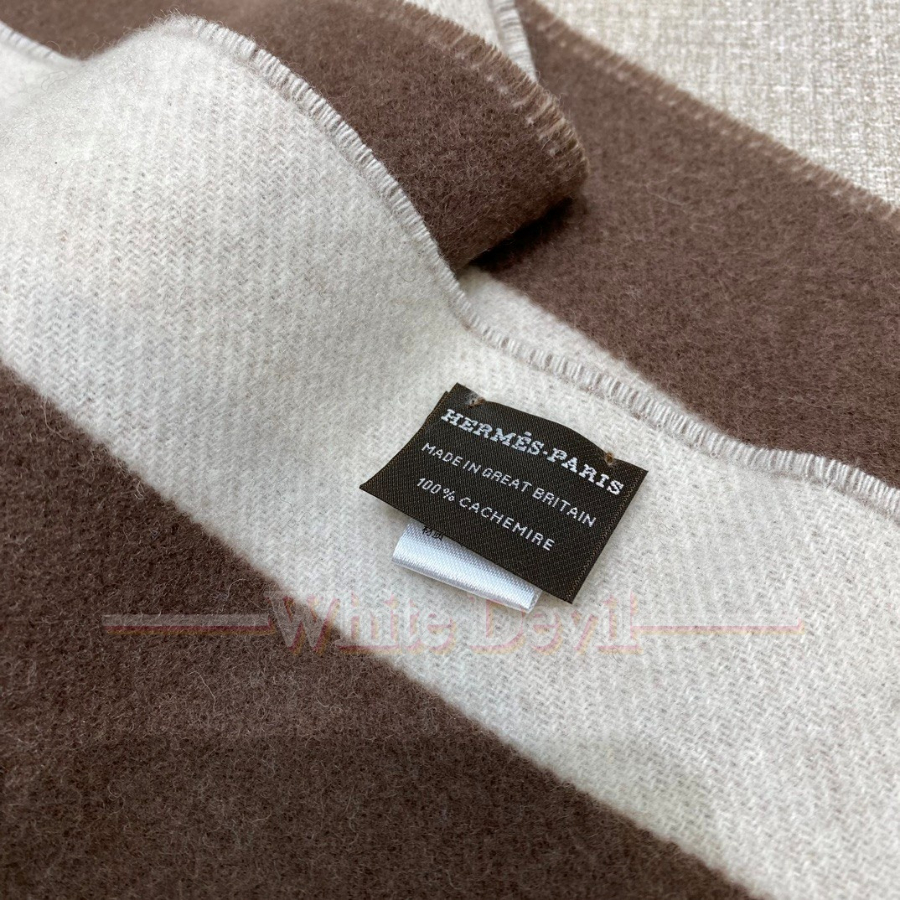 HERMÈS-PARIS
MADE IN GREAT BRITAIN
100% CACHEMIRE
White Devil